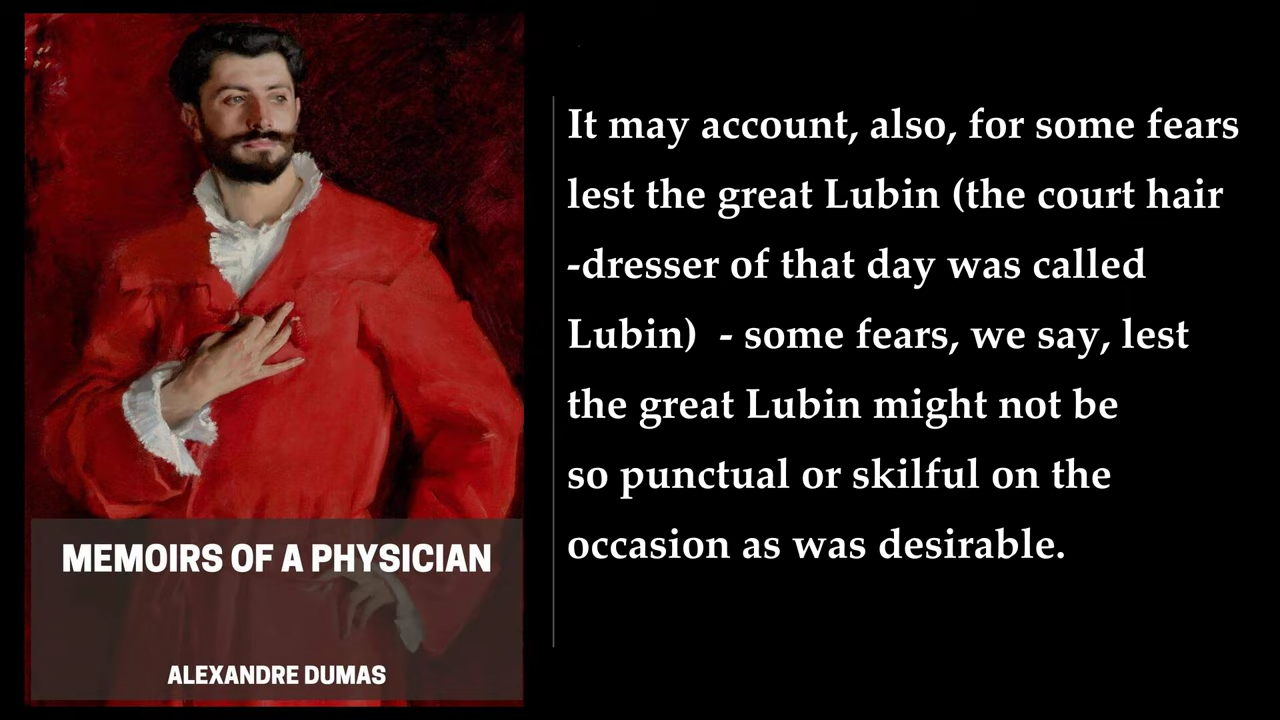 MEMOIRS OF A PHYSICIAN
ALEXANDRE DUMAS
It may account, also, for some fears
lest the great Lubin (the court hair
-dresser of that day was called
Lubin)  - some fears, we say, lest
the great Lubin might not be
so punctual or skilful on the
occasion as was desirable.